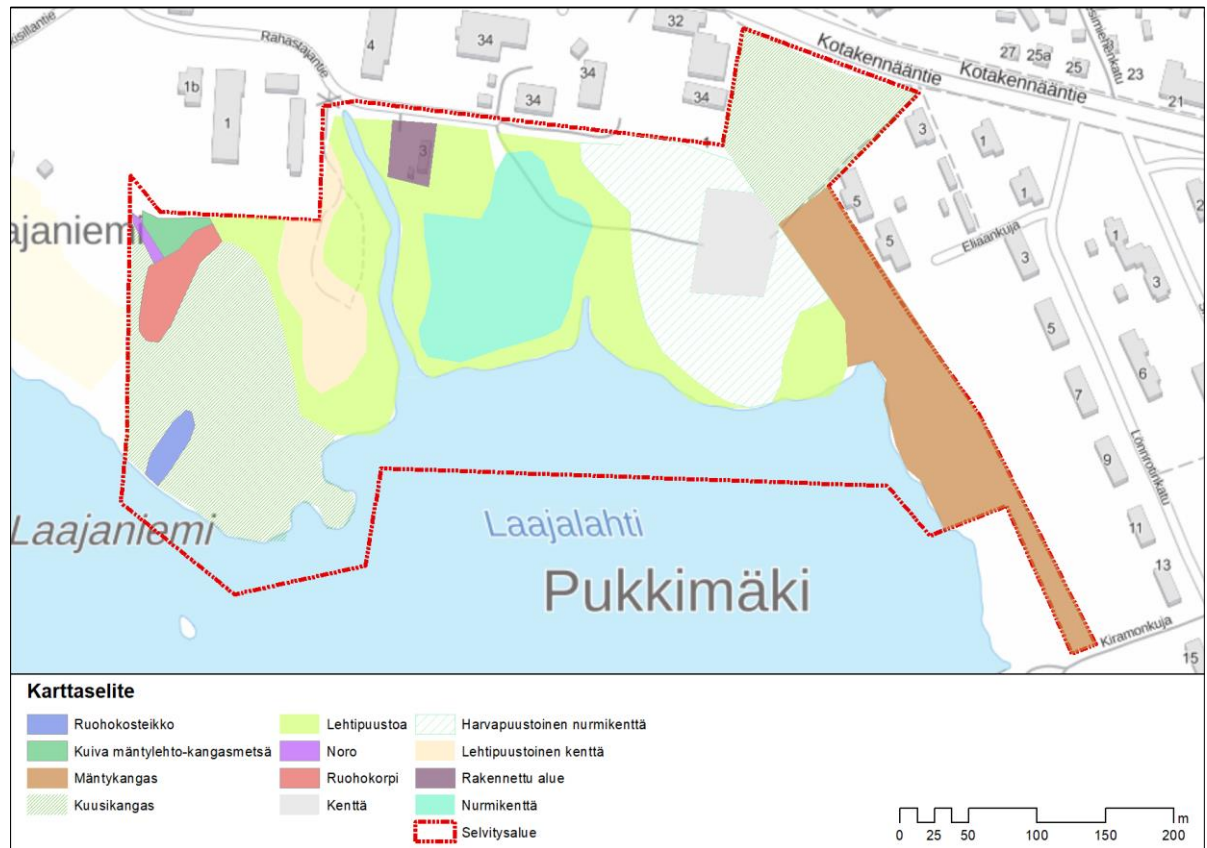 kisillantie
Rahastajantie
4
34
32
Kotakennääntie
Kotakennääntie
27
25a
25
23
21
1b
1
34
34
34
3
3
1
1
5
5
Eliaankuja
3
1
3
2
ajaniemi
5
6
7
Lönnrotinkatu
9
11
13
Laajaniemi
Laajalahti
Pukkimäki
Kiramonkuja
15
Karttaselite
Ruohokosteikko
Lehtipuustoa
Harvapuustoinen nurmikenttä
Kuiva mäntylehto-kangasmetsä
Noro
Lehtipuustoinen kenttä
Mäntykangas
Ruohokorpi
Rakennettu alue
Kuusikangas
Kenttä
Nurmikenttä
Selvitysalue
m
0 25 50 100 150 200